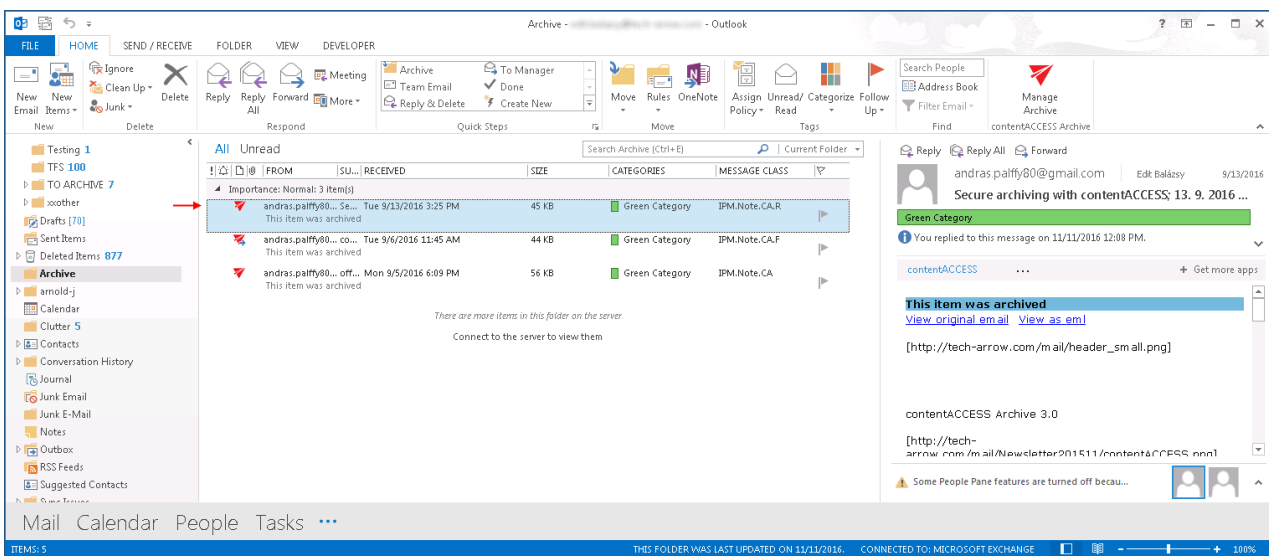 Archive - - Outlook
FILE HOME SEND / RECEIVE FOLDER VIEW DEVELOPER
New Email
New Items
Ignore
Clean Up
Junk
Delete
Reply
Reply All
Forward
Meeting
More
Archive
Team Email
Reply & Delete
To Manager
Done
Create New
Move
Rules
OneNote
Assign Policy
Unread/ Read
Categorize
Follow Up
Search People
Address Book
Filter Email
Manage Archive
New Delete Respond Quick Steps Move Tags Find contentACCESS Archive
Testing 1
TFS 100
TO ARCHIVE 7
xxother
Drafts [70]
Sent Items
Deleted Items 877
Archive
arnold-j
Calendar
Clutter 5
Contacts
Conversation History
Journal
Junk Email
Junk E-Mail
Notes
Outbox
RSS Feeds
Suggested Contacts
Sync Issues
All Unread
Search Archive (Ctrl+E) Current Folder
! FROM SU... RECEIVED SIZE CATEGORIES MESSAGE CLASS
Importance: Normal: 3 item(s)
andras.palffy80... Se... Tue 9/13/2016 3:25 PM 45 KB Green Category IPM.Note.CA.R
This item was archived
andras.palffy80... co... Tue 9/6/2016 11:45 AM 44 KB Green Category IPM.Note.CA.F
This item was archived
andras.palffy80... off... Mon 9/5/2016 6:09 PM 56 KB Green Category IPM.Note.CA
This item was archived
There are more items in this folder on the server
Connect to the server to view them
Reply Reply All Forward
andras.palffy80@gmail.com Edit Balázsy 9/13/2016
Secure archiving with contentACCESS; 13. 9. 2016 ...
Green Category
You replied to this message on 11/11/2016 12:08 PM.
contentACCESS ... + Get more apps
This item was archived
View original email View as eml
[http://tech-arrow.com/mail/header_small.png]
contentACCESS Archive 3.0
[http://tech-
arrow.com/mail/Newsletter201511/contentACCESS.png]
Some People Pane features are turned off becau...
Mail Calendar People Tasks ...
ITEMS: 5 THIS FOLDER WAS LAST UPDATED ON 11/11/2016. CONNECTED TO: MICROSOFT EXCHANGE 100%